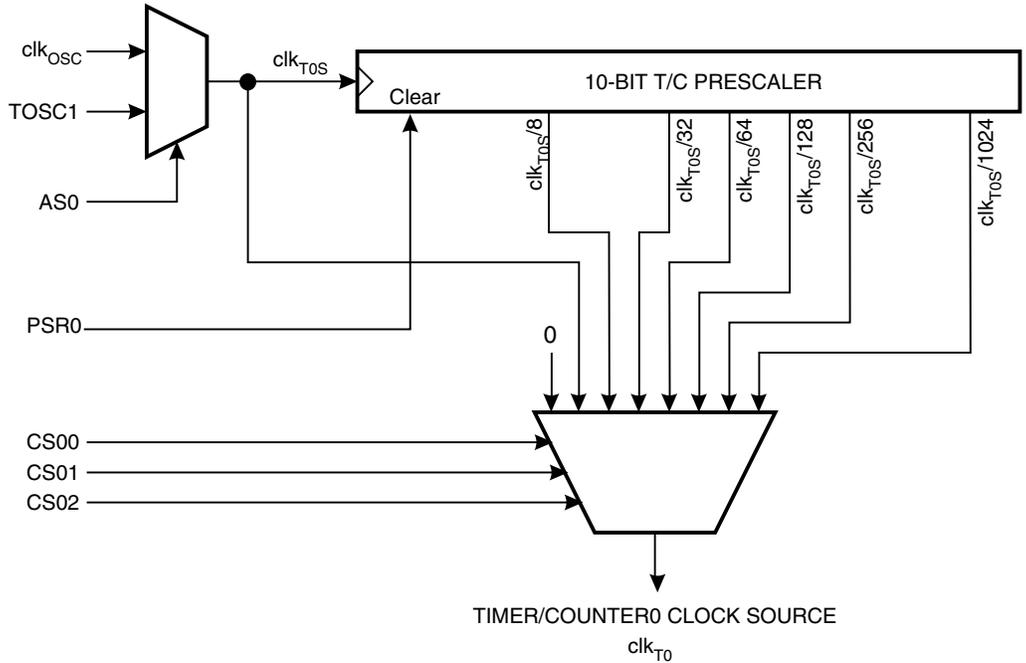 clkOSC
TOSC1
AS0
PSR0
clkT0S
10-BIT T/C PRESCALER
Clear
clkT0S/8
clkT0S/32
clkT0S/64
clkT0S/128
clkT0S/256
clkT0S/1024
0
CS00
CS01
CS02
TIMER/COUNTER0 CLOCK SOURCE
clkT0